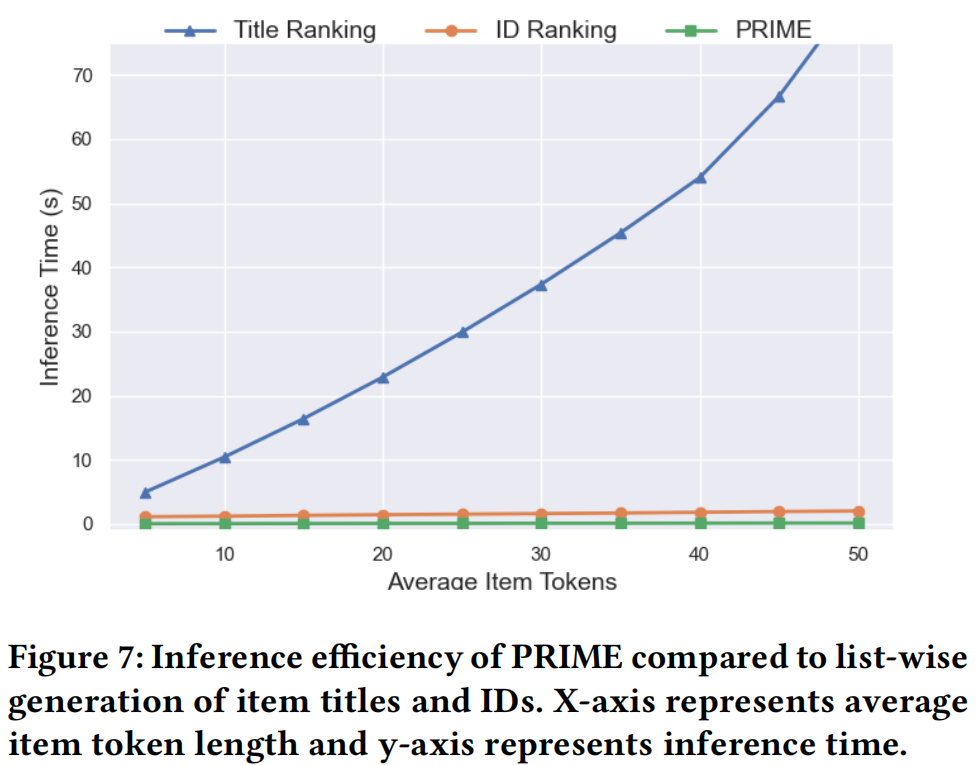 Title Ranking ID Ranking PRIME
70
60
50
40
30
20
10
0
Inference Time (s)
10 20 30 40 50
Average Item Tokens
Figure 7: Inference efficiency of PRIME compared to list-wise
generation of item titles and IDs. X-axis represents average
item token length and y-axis represents inference time.